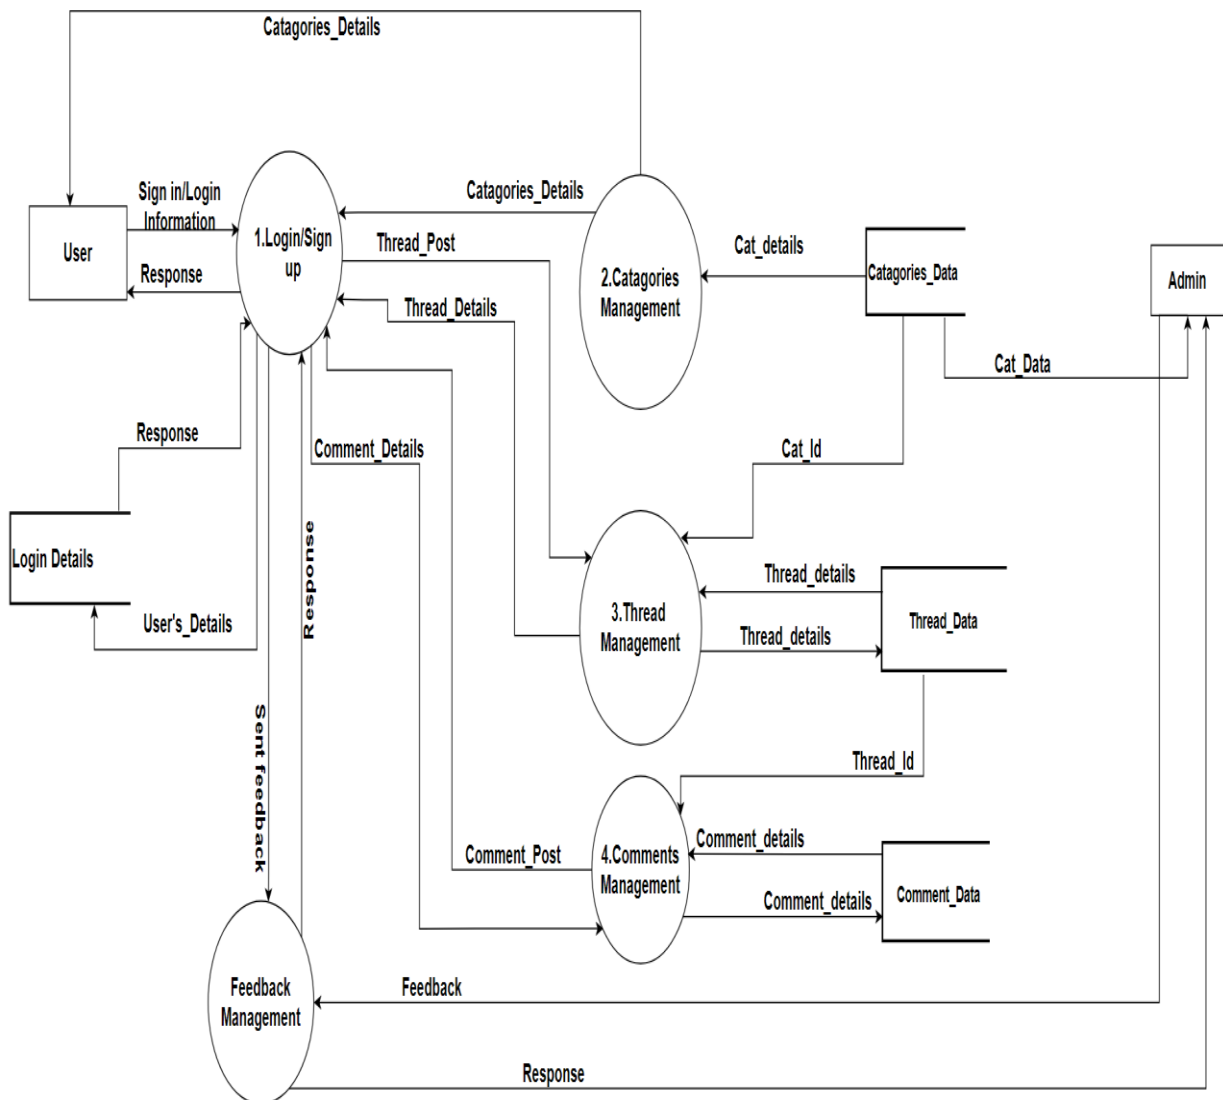 Catagories_Details
Sign in/Login
Information
User
Response
1.Login/Sign
up
Catagories_Details
Thread_Post
Thread_Details
2.Catagories
Management
Cat_details
Catagories_Data
Admin
Cat_Data
Response
Comment_Details
Cat_Id
Login Details
User's_Details
Response
3.Thread
Management
Thread_details
Thread_details
Thread_Data
Thread_Id
Sent feedback
Comment_Post
4.Comments
Management
Comment_details
Comment_details
Comment_Data
Feedback
Management
Feedback
Response